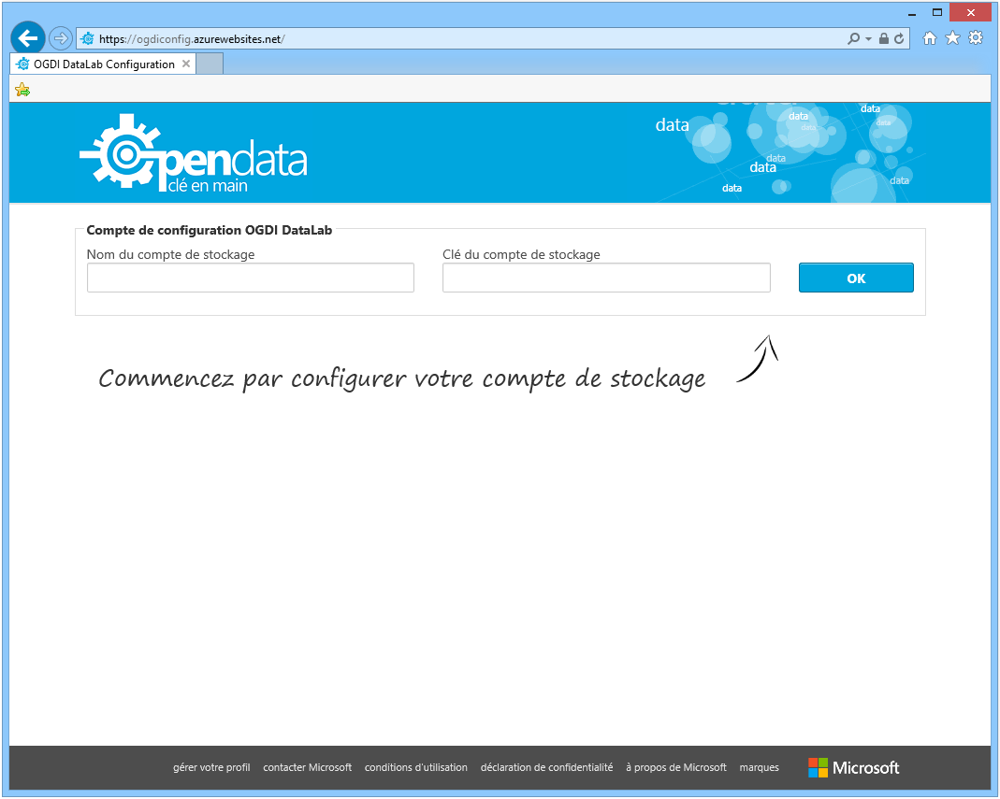 https://ogdiconfig.azurewebsites.net/
OGDI DataLab Configuration
Opendata
clé en main
data
data
data
data
data
data
data
data
data
Compte de configuration OGDI DataLab
Nom du compte de stockage
Clé du compte de stockage
OK
Commencez par configurer votre compte de stockage
gérer votre profil contacter Microsoft conditions d'utilisation déclaration de confidentialité à propos de Microsoft marques Microsoft